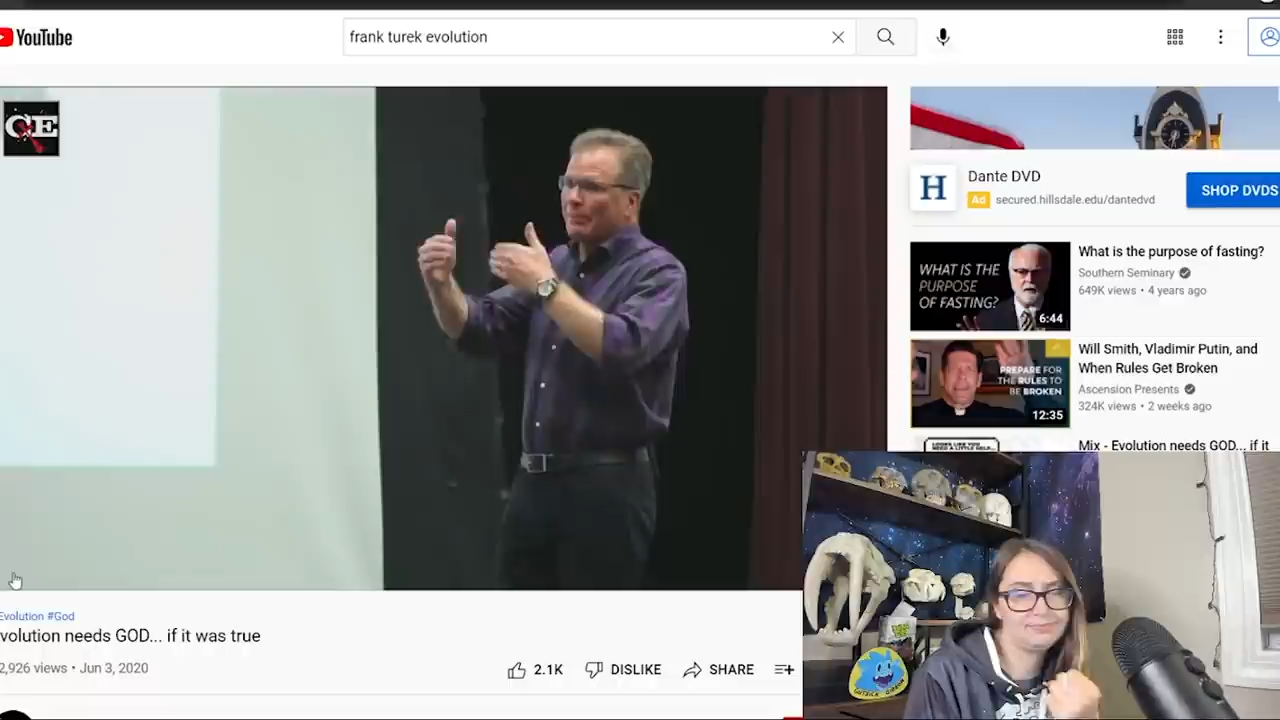 YouTube
frank turek evolution
CE
Dante DVD
Ad secured.hillsdale.edu/dantedvd
SHOP DVDS
WHAT IS THE
PURPOSE
OF FASTING?
6:44
What is the purpose of fasting?
Southern Seminary
649K views • 4 years ago
PREPARE FOR
THE RULES TO
BE BROKEN
12:35
Will Smith, Vladimir Putin, and
When Rules Get Broken
Ascension Presents
324K views • 2 weeks ago
Mix - Evolution needs GOD... if it
Evolution #God
volution needs GOD... if it was true
2,926 views • Jun 3, 2020
2.1K
DISLIKE
SHARE